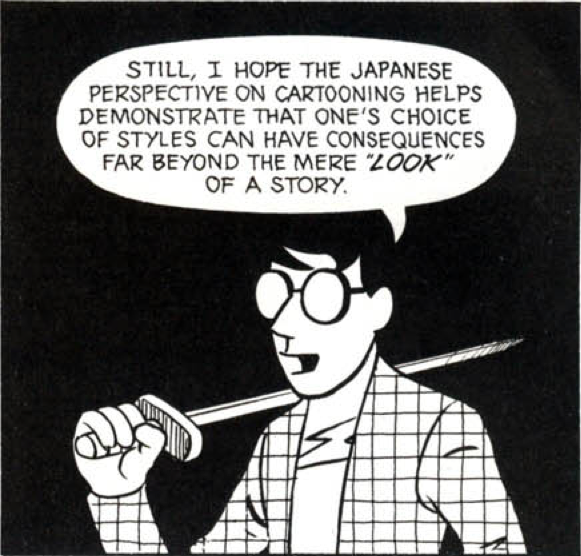 STILL, I HOPE THE JAPANESE
PERSPECTIVE ON CARTOONING HELPS
DEMONSTRATE THAT ONE'S CHOICE
OF STYLES CAN HAVE CONSEQUENCES
FAR BEYOND THE MERE "LOOK"
OF A STORY.